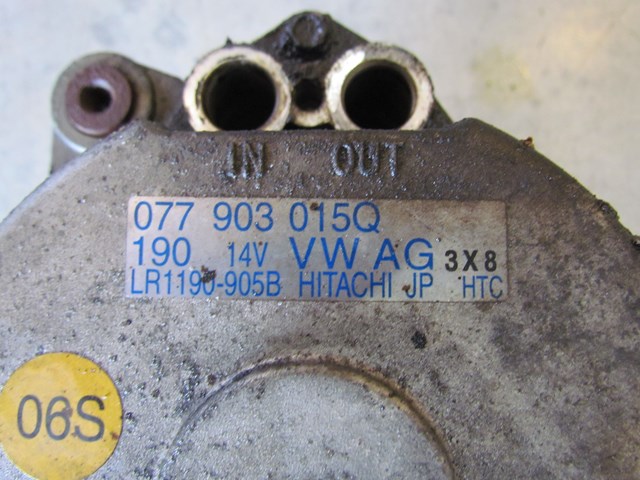 IN OUT
077 903 015Q
190 14V VW AG 3X8
LR1190-905B HITACHI JP HTC
06S